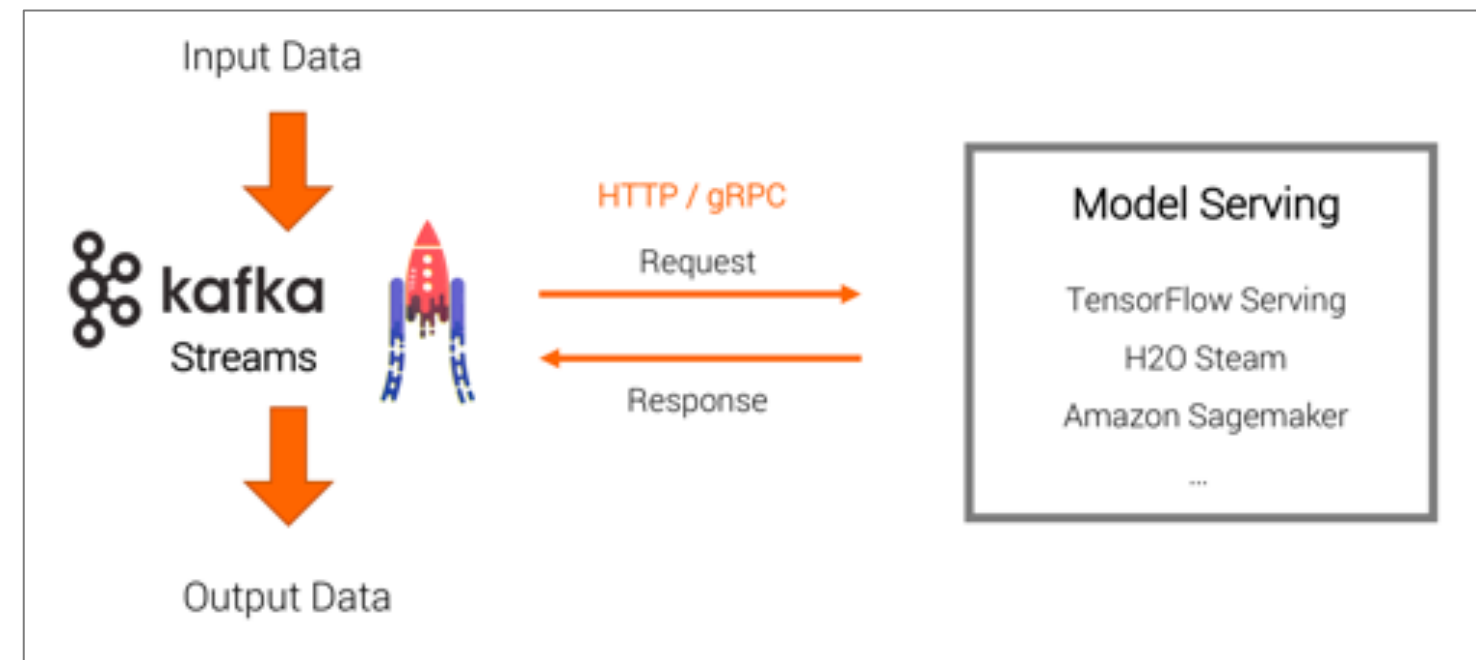 Input Data
HTTP / gRPC
Request
Response
kafka
Streams
Output Data
Model Serving
TensorFlow Serving
H2O Steam
Amazon Sagemaker
...